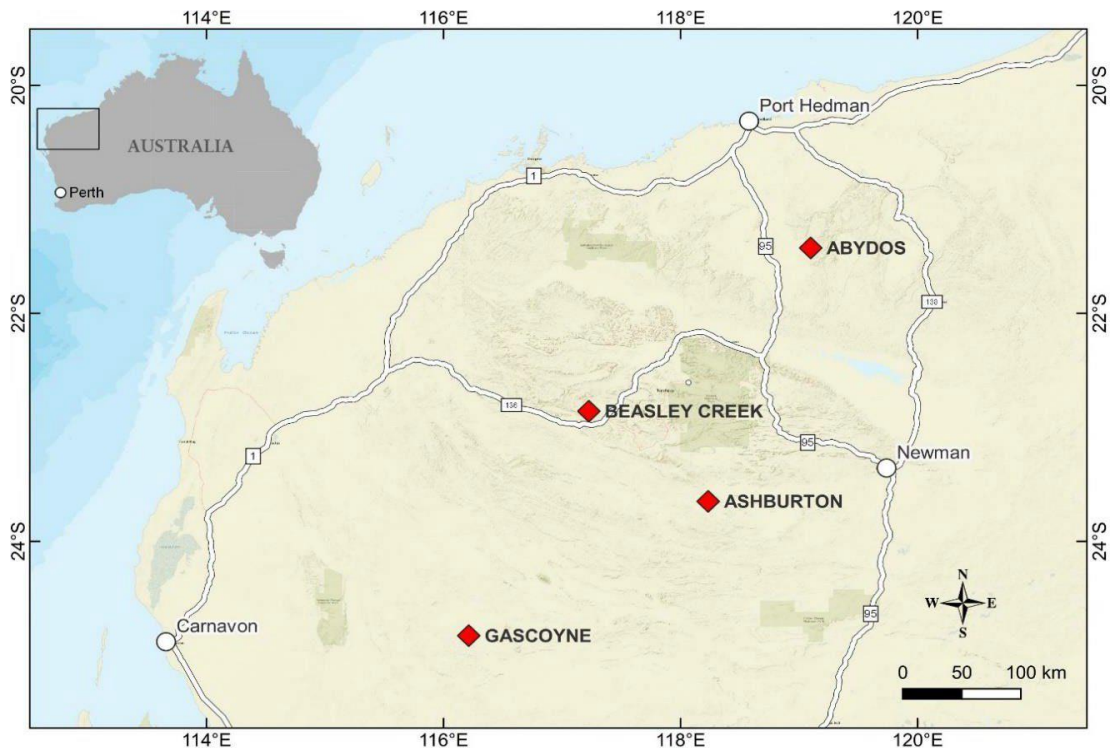 114°E
116°E
118°E
120°E
20°S
20°S
Port Hedman
AUSTRALIA
Perth
1
95
ABYDOS
22°S
22°S
138
136
BEASLEY CREEK
95
1
Newman
ASHBURTON
24°S
24°S
N
W E
S
95
Carnavon
GASCOYNE
0 50 100 km
114°E
116°E
118°E
120°E